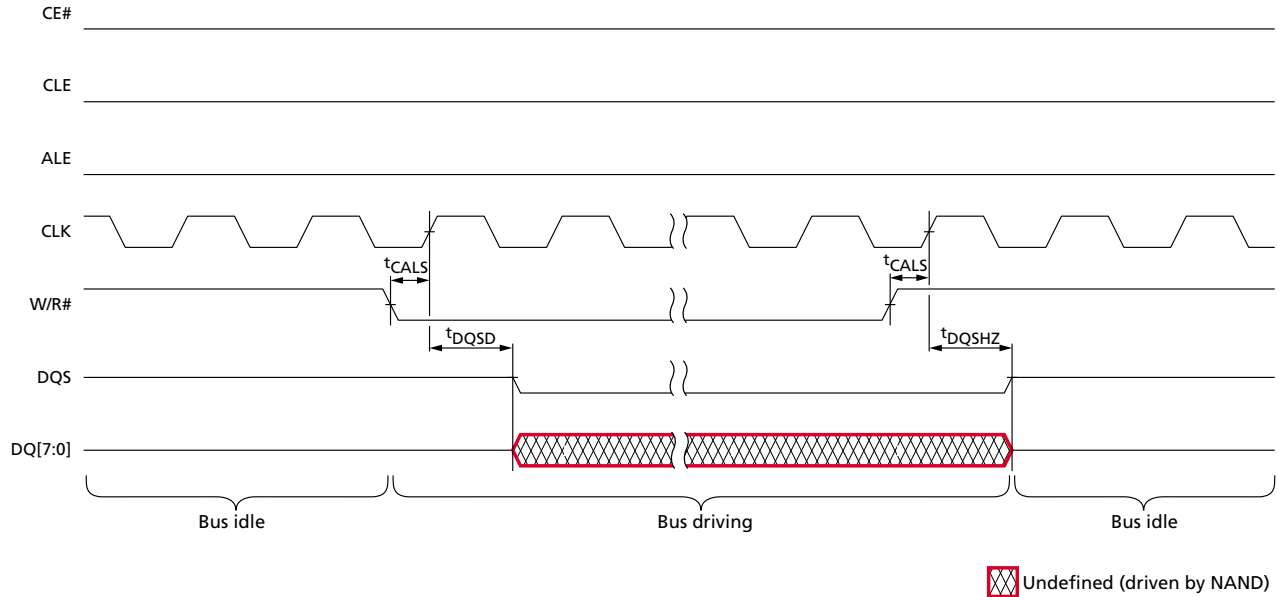 CE#
CLE
ALE
CLK
tCALS
tCALS
W/R#
tDQSD
tDQSHZ
DQS
DQ[7:0]
Bus idle
Bus driving
Bus idle
Undefined (driven by NAND)